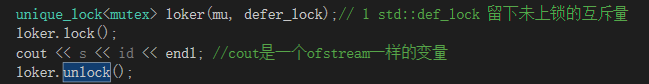 unique_lock<mutex> loker(mu, defer_lock);// 1 std::def_lock 留下未上锁的互斥量
loker.lock();
cout << s << id << endl; //cout是一个ofstream一样的变量
loker.unlock();